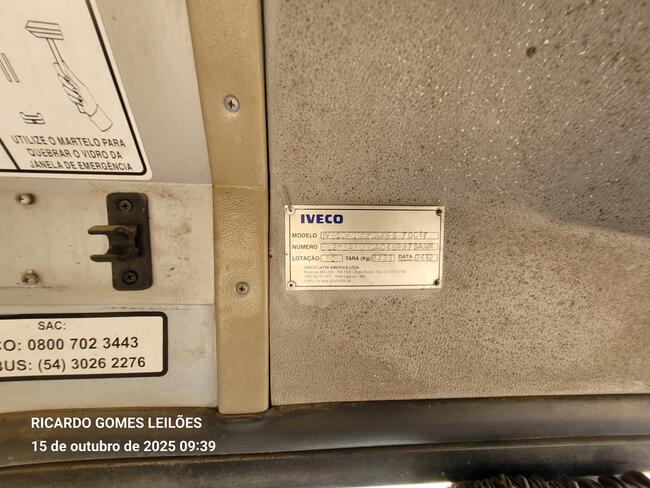 UTILIZE O MARTELO PARA
QUEBRAR O VIDRO DA
JANELA DE EMERGÊNCIA
IVECO
MODELO 70C17
NÚMERO
LOTAÇÃO TARA (Kg) DATA
IVECO LATIN AMERICA LTDA.
SAC:
CO: 0800 702 3443
BUS: (54) 3026 2276
RICARDO GOMES LEILÕES
15 de outubro de 2025 09:39